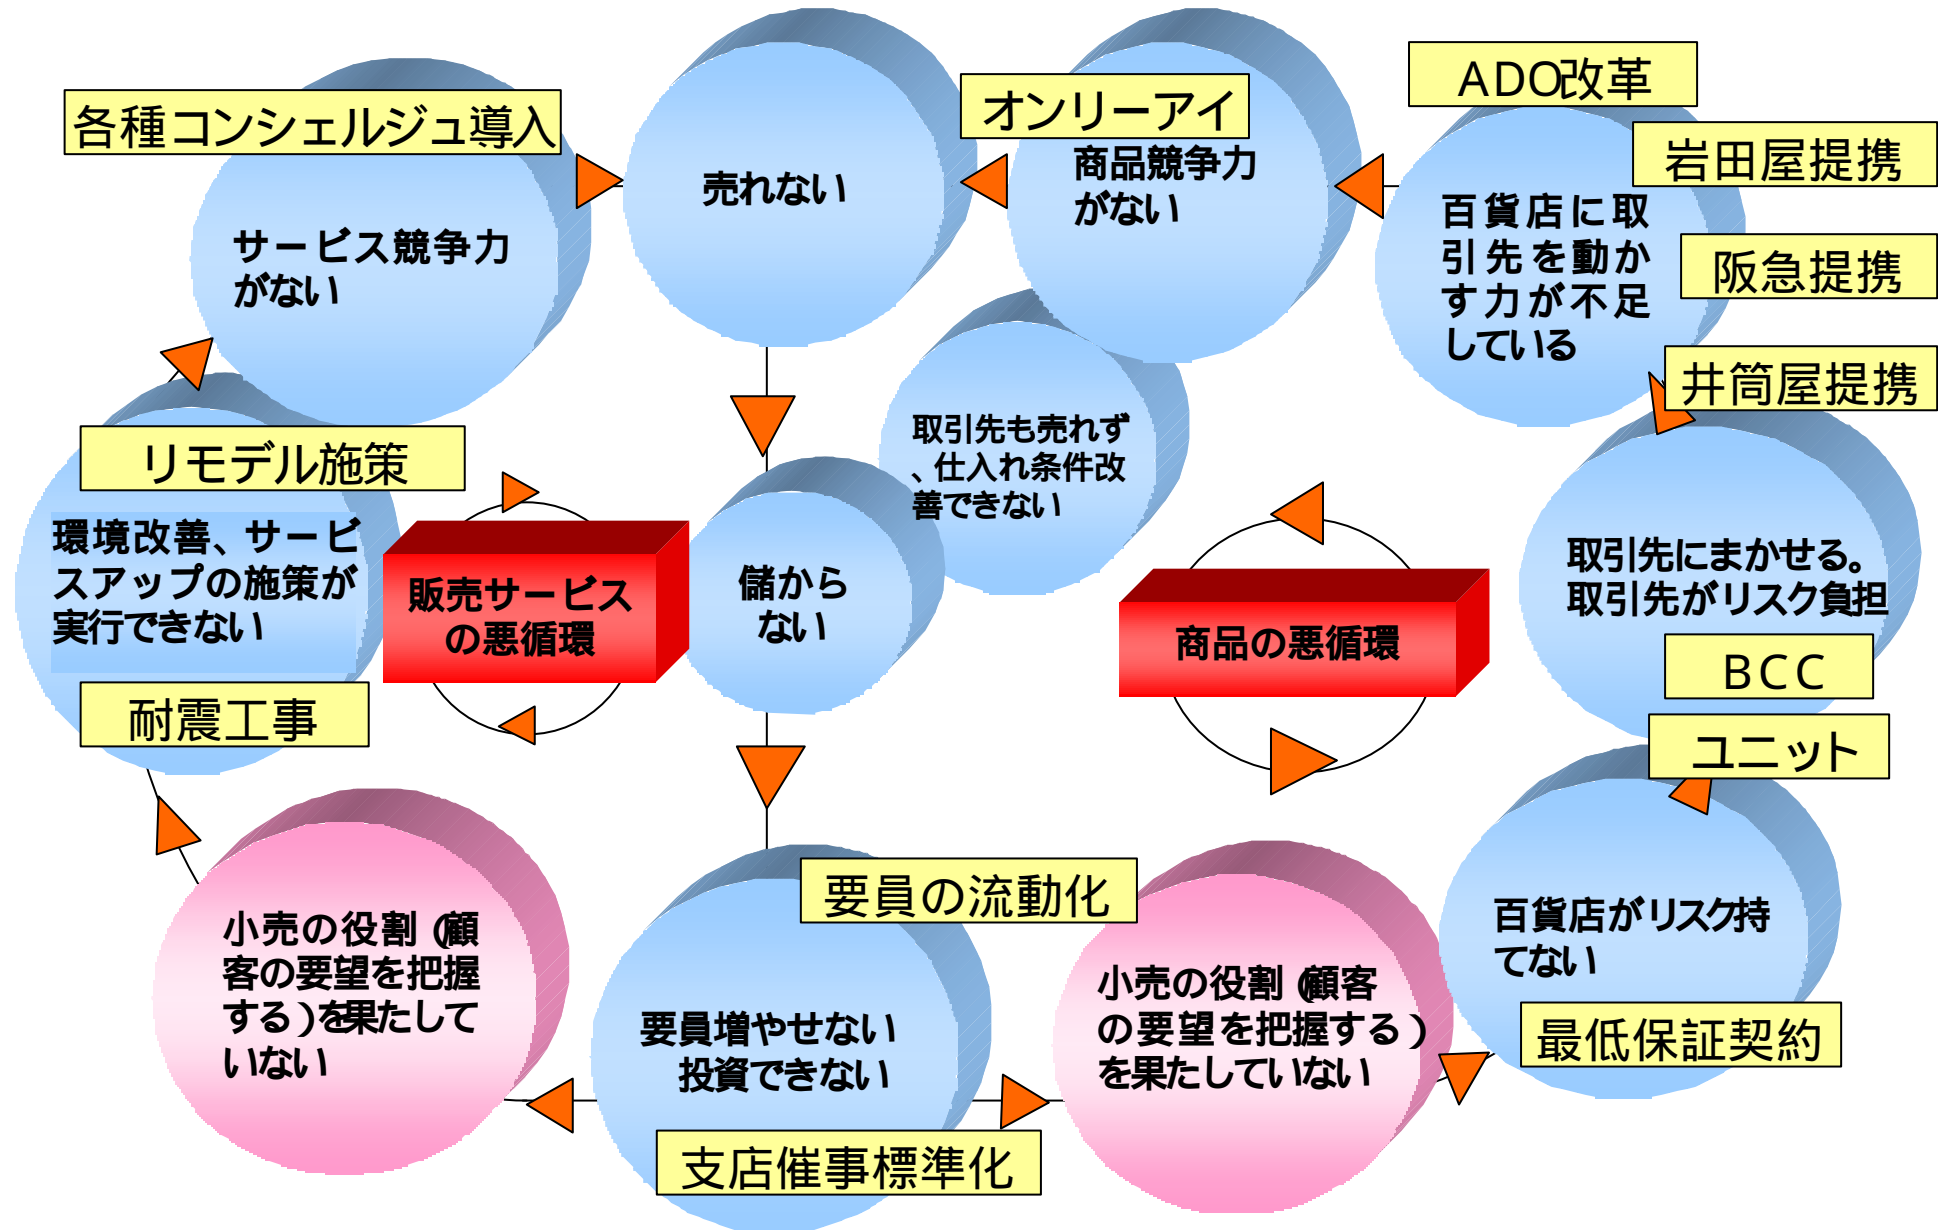 各種コンシェルジュ導入
サービス競争力
がない
売れない
オンリーアイ
商品競争力
がない
ADO改革
岩田屋提携
百貨店に取
引先を動か
す力が不足
している
阪急提携
井筒屋提携
リモデル施策
環境改善、サービ
スアップの施策が
実行できない
耐震工事
販売サービス
の悪循環
儲から
ない
取引先も売れず
、仕入れ条件改
善できない
商品の悪循環
取引先にまかせる。
取引先がリスク負担
BCC
ユニット
小売の役割(顧
客の要望を把握
する)を果たして
いない
要員の流動化
要員増やせない
投資できない
支店催事標準化
小売の役割(顧客
の要望を把握する)
を果たしていない
百貨店がリスク持
てない
最低保証契約